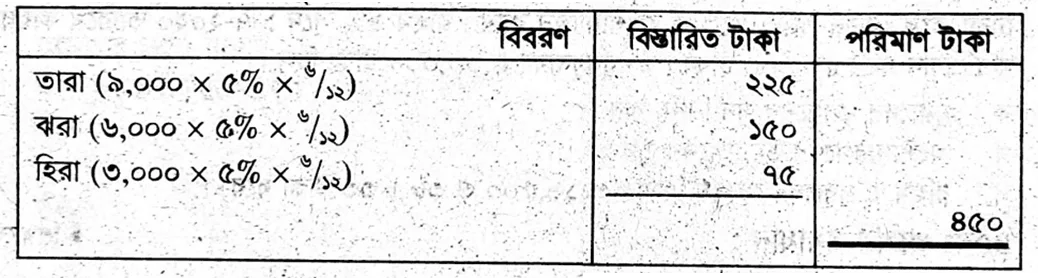 বিবরণ বিস্তারিত টাকা পরিমাণ টাকা
তারা (৯,০০০ × ৫% × ৬/১২) ২২৫
ঝরা (৬,০০০ × ৫% × ৬/১২) ১৫০
হিরা (৩,০০০ × ৫% × ৬/১২) ৭৫
৪৫০